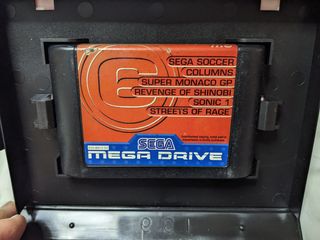 6
SEGA SOCCER
COLUMNS
SUPER MONACO GP
REVENGE OF SHINOBI
SONIC 1
STREETS OF RAGE
SEGA
MEGA DRIVE